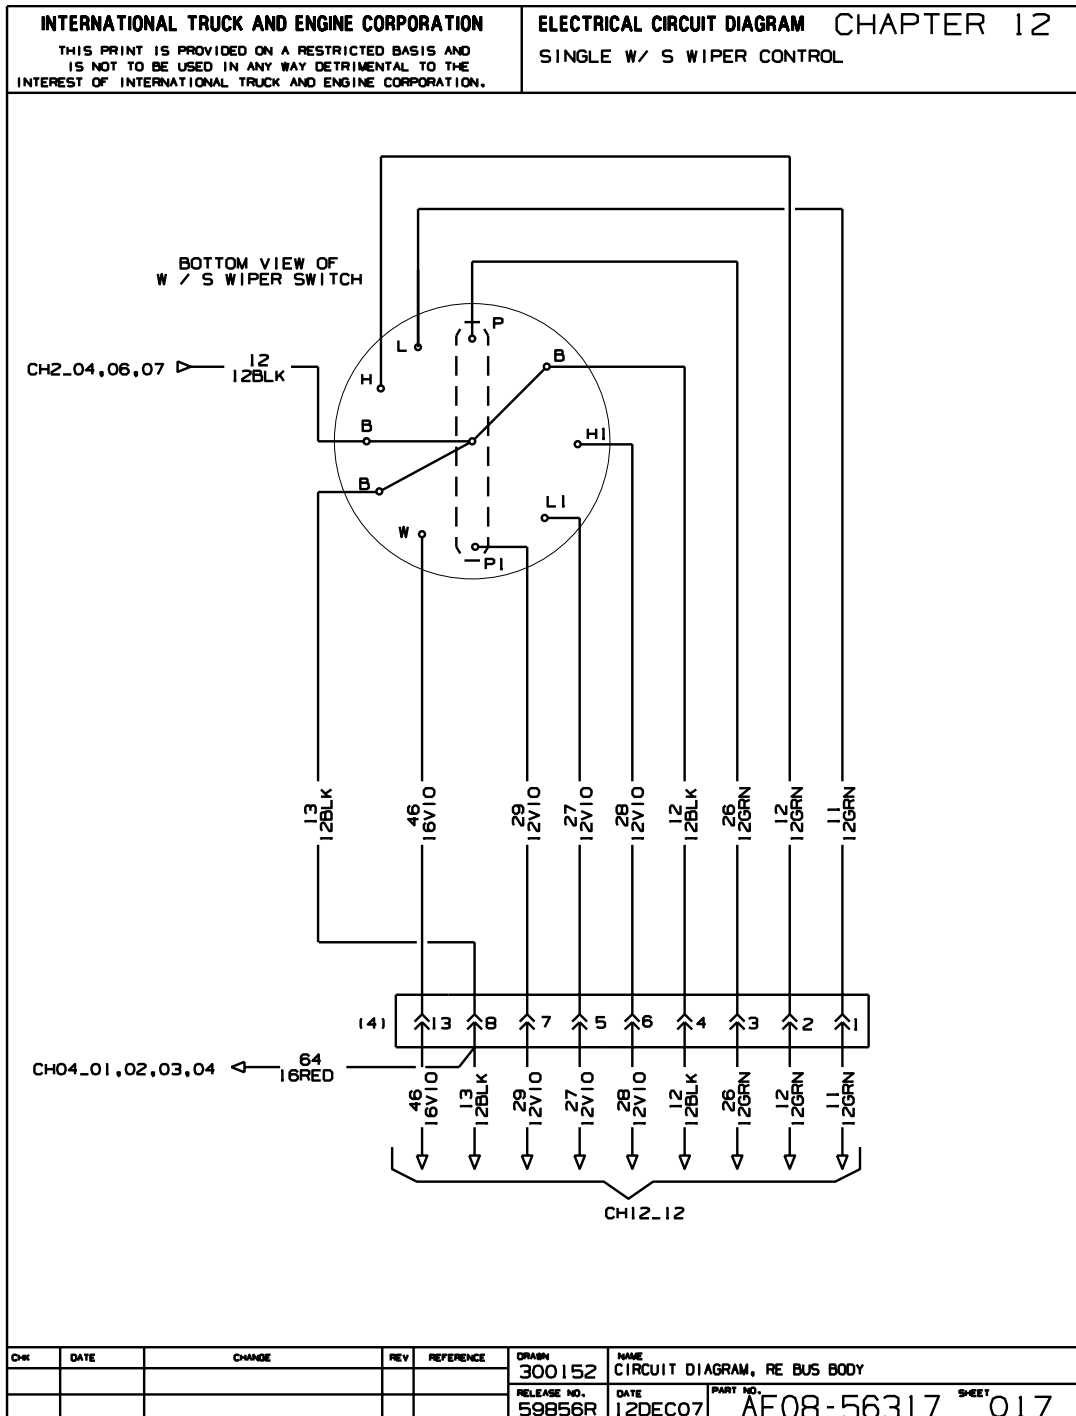 INTERNATIONAL TRUCK AND ENGINE CORPORATION
THIS PRINT IS PROVIDED ON A RESTRICTED BASIS AND
IS NOT TO BE USED IN ANY WAY DETRIMENTAL TO THE
INTEREST OF INTERNATIONAL TRUCK AND ENGINE CORPORATION.
ELECTRICAL CIRCUIT DIAGRAM CHAPTER 12
SINGLE W/ S WIPER CONTROL
BOTTOM VIEW OF
W / S WIPER SWITCH
P
L
B
CH2_04,06,07
12
12BLK
H
B
H1
B
L1
W
P1
13
12BLK
46
16VIO
29
12VIO
27
12VIO
28
12VIO
12
12BLK
26
12GRN
12
12GRN
11
12GRN
(4) 13 8 7 5 6 4 3 2 1
CH04_01,02,03,04
64
16RED
46
16VIO
13
12BLK
29
12VIO
27
12VIO
28
12VIO
12
12BLK
26
12GRN
12
12GRN
11
12GRN
CH12_12
CHK DATE CHANGE REV REFERENCE
DRAWN
300152
NAME
CIRCUIT DIAGRAM, RE BUS BODY
RELEASE NO.
59856R
DATE
12DEC07
PART NO.
AE08-56317
SHEET
017